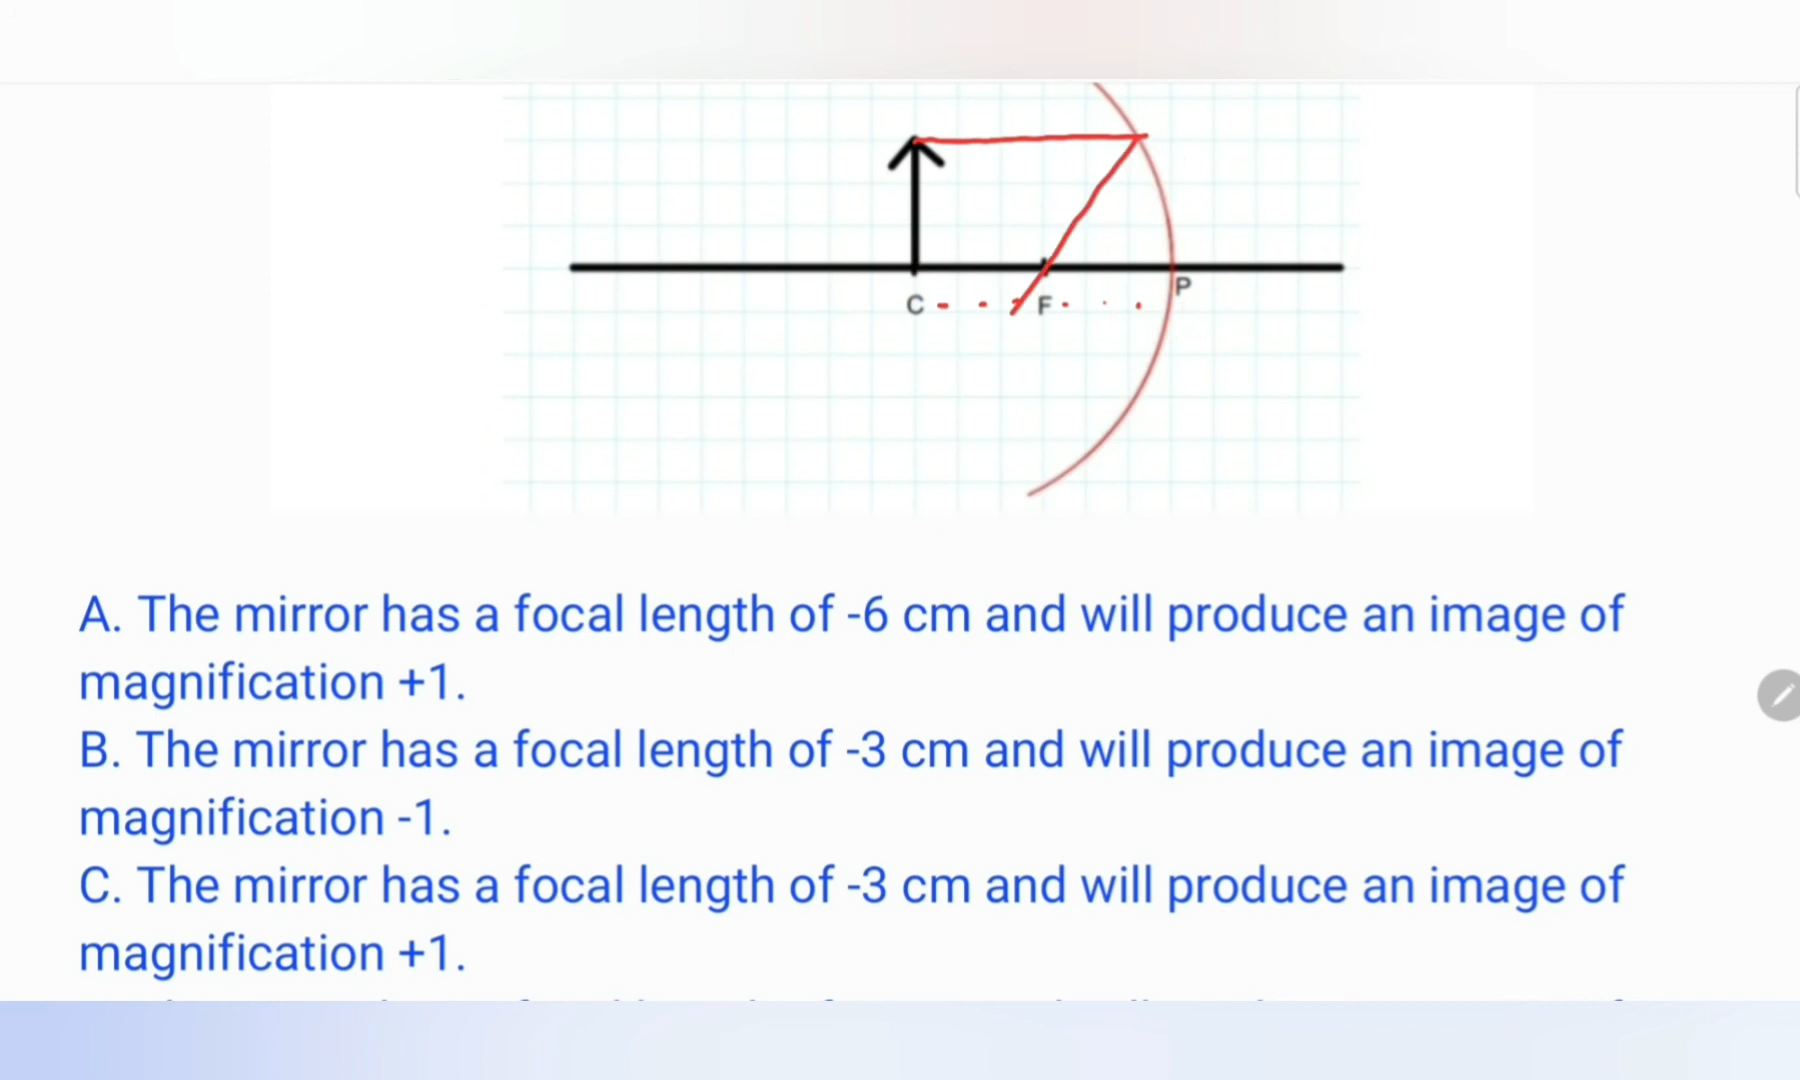 P
C
F
A. The mirror has a focal length of -6 cm and will produce an image of
magnification +1.
B. The mirror has a focal length of -3 cm and will produce an image of
magnification -1.
C. The mirror has a focal length of -3 cm and will produce an image of
magnification +1.